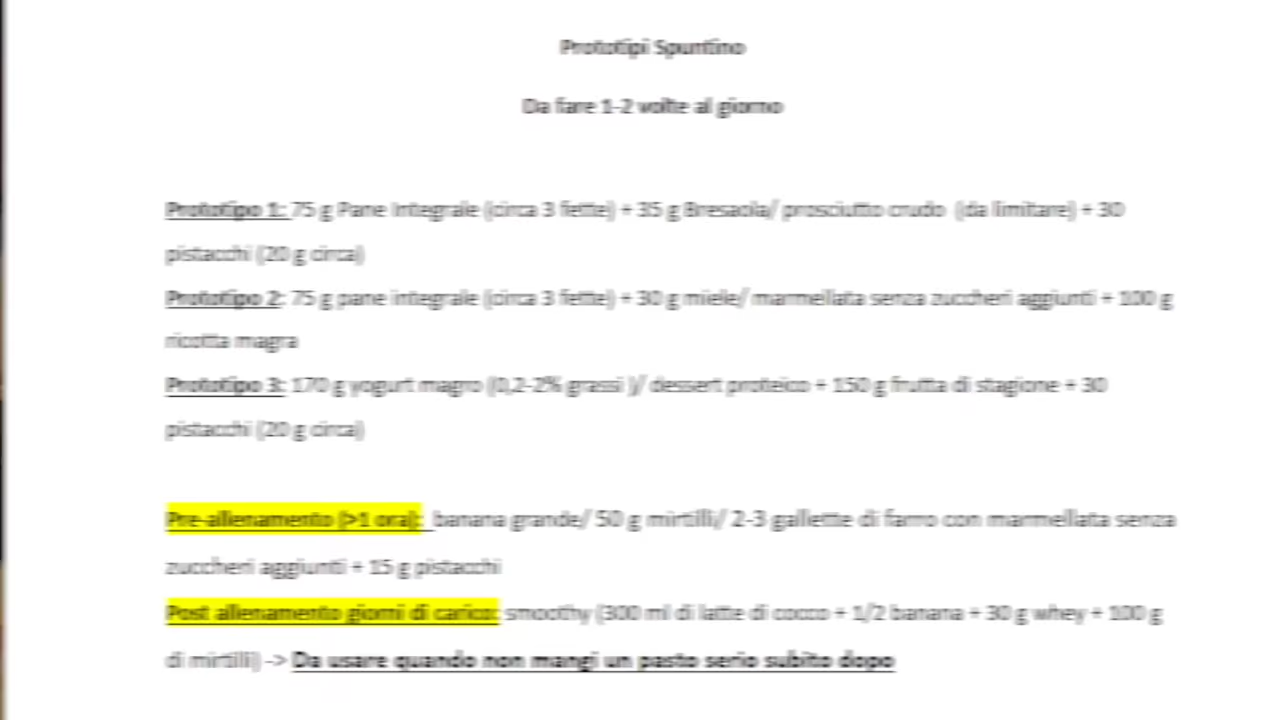 Prototipi Spuntino
Da fare 1-2 volte al giorno
Prototipo 1: 75 g Pane Integrale (circa 3 fette) + 35 g Bresaola/ prosciutto crudo (da limitare) + 30
pistacchi (20 g circa)
Prototipo 2: 75 g pane integrale (circa 3 fette) + 30 g miele/ marmellata senza zuccheri aggiunti + 100 g
ricotta magra
Prototipo 3: 170 g yogurt magro (0,2-2% grassi )/ dessert proteico + 150 g frutta di stagione + 30
pistacchi (20 g circa)
Pre-allenamento (>1 ora): banana grande/ 50 g mirtilli/ 2-3 gallette di farro con marmellata senza
zuccheri aggiunti + 15 g pistacchi
Post allenamento giorni di carico: smoothy (300 ml di latte di cocco + 1/2 banana + 30 g whey + 100 g
di mirtilli) -> Da usare quando non mangi un pasto serio subito dopo